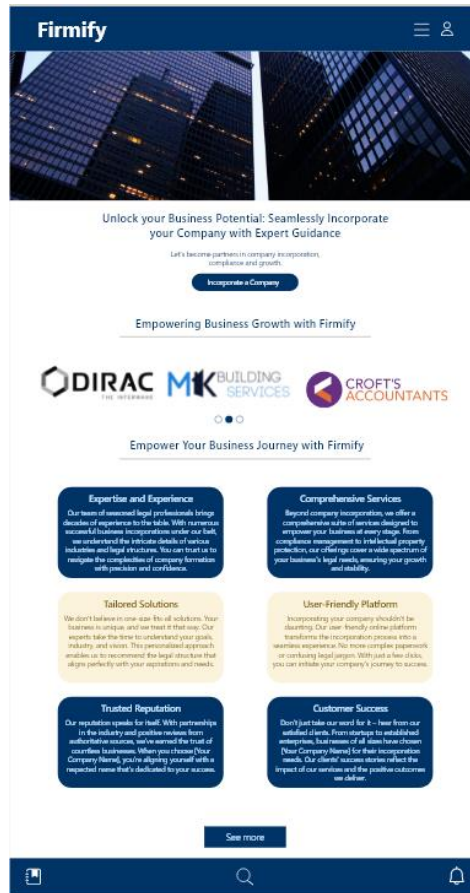 Firmify
Unlock your Business Potential: Seamlessly Incorporate
your Company with Expert Guidance
Let's become partners in company incorporation,
compliance and growth.
Incorporate a Company
Empowering Business Growth with Firmify
DIRAC
THE INTERWAVE
MK BUILDING
SERVICES
CROFT'S
ACCOUNTANTS
Empower Your Business Journey with Firmify
Expertise and Experience
Our team of seasoned legal professionals brings
decades of experience to the table. With numerous
successful business incorporations under our belt,
we understand the intricate details of various
industries and legal structures. You can trust us to
navigate the complexities of company formation
with precision and confidence.
Comprehensive Services
Beyond company incorporation, we offer a
comprehensive suite of services designed to
empower your business at every stage. From
compliance management to intellectual property
protection, our offerings cover a wide spectrum of
your business's legal needs, ensuring your growth
and stability.
Tailored Solutions
We don't believe in one-size-fits-all solutions. Your
business is unique, and we treat it that way. Our
experts take the time to understand your goals,
industry, and vision. This personalized approach
enables us to recommend the legal structure that
aligns perfectly with your aspirations and needs.
User-Friendly Platform
Incorporating your company shouldn't be
daunting. Our user-friendly online platform
transforms the incorporation process into a
seamless experience. No more complex paperwork
or confusing legal jargon. With just a few clicks,
you can initiate your company's journey to success.
Trusted Reputation
Our reputation speaks for itself. With partnerships
in the industry and positive reviews from
authoritative sources, we've earned the trust of
countless businesses. When you choose [Your
Company Name], you're aligning yourself with a
respected name that's dedicated to your success.
Customer Success
Don't just take our word for it – hear from our
satisfied clients. From startups to established
enterprises, businesses of all sizes have chosen
[Your Company Name] for their incorporation
needs. Our clients' success stories reflect the
impact of our services and the positive outcomes
we deliver.
See more